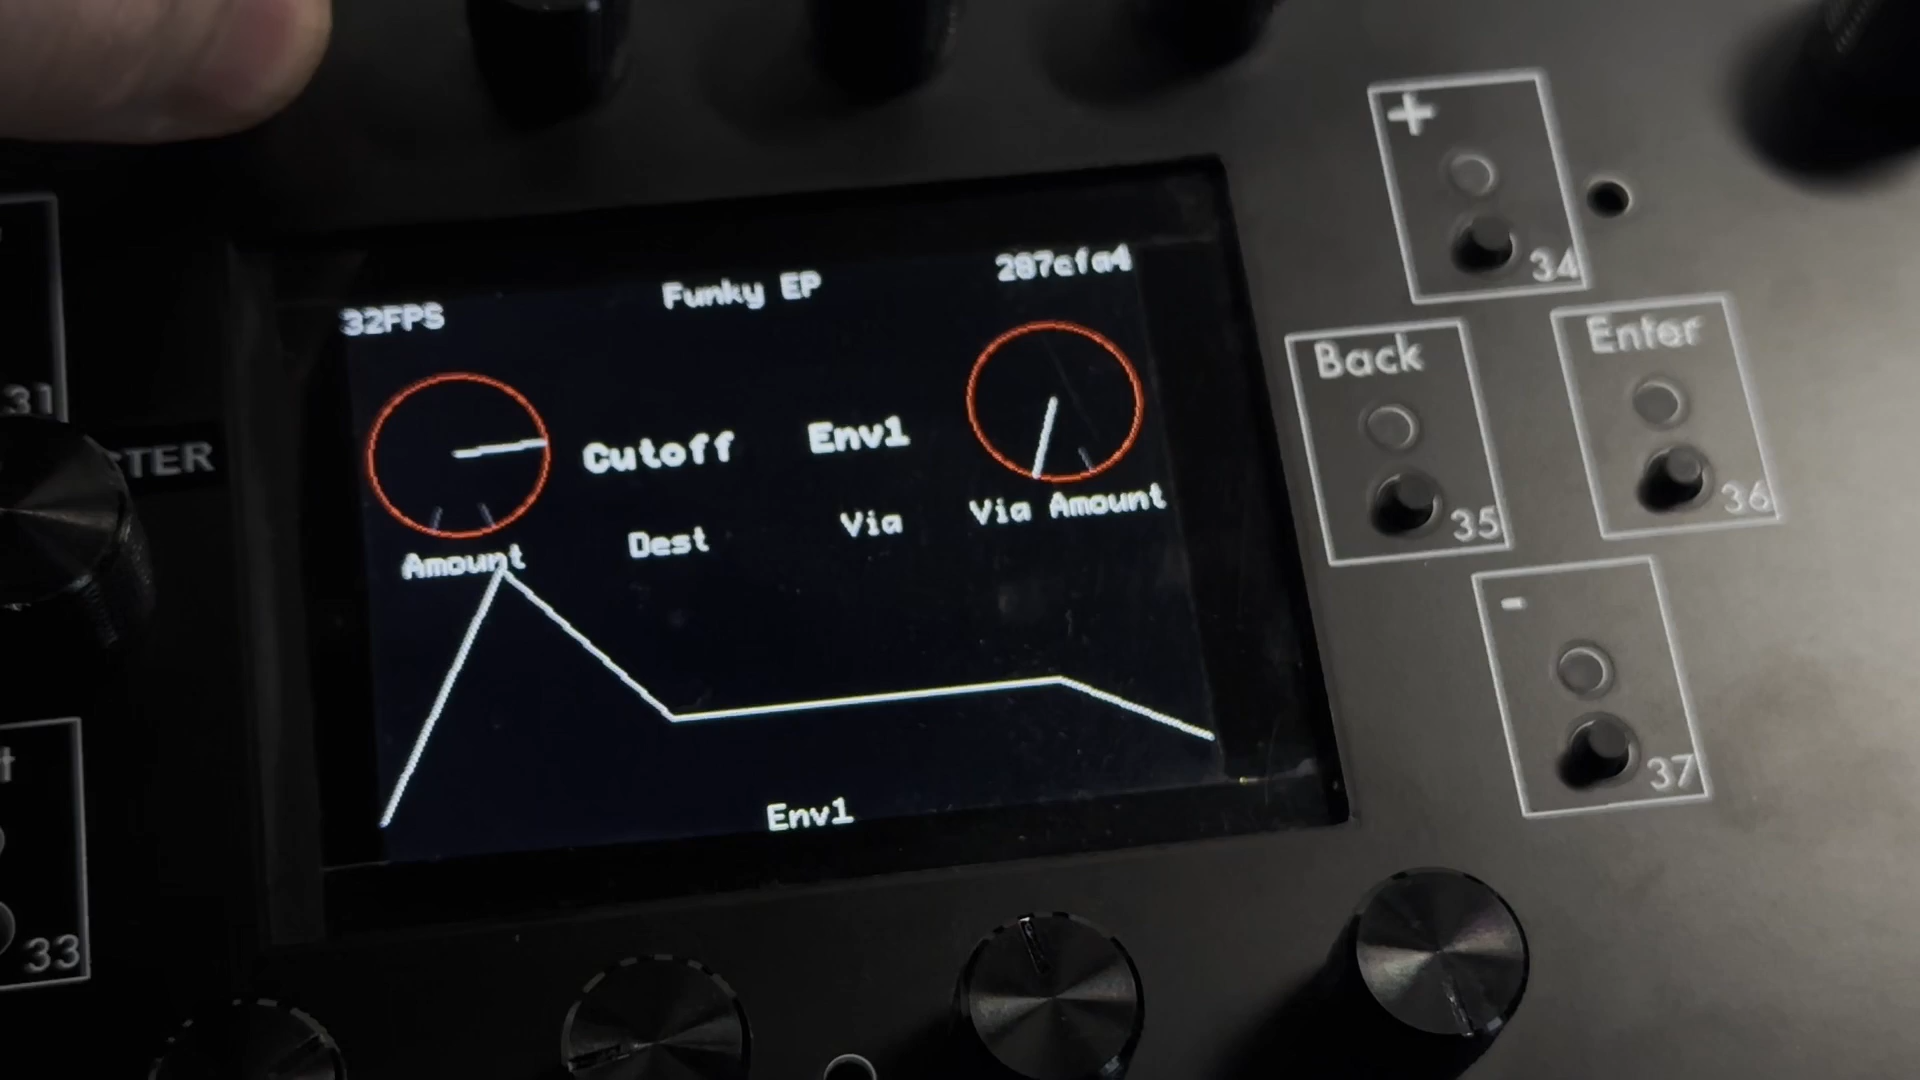 32FPS
Funky EP
287efa4
Cutoff
Env1
Amount
Dest
Via
Via Amount
Env1
+
34
Back
35
Enter
36
-
37
31
33